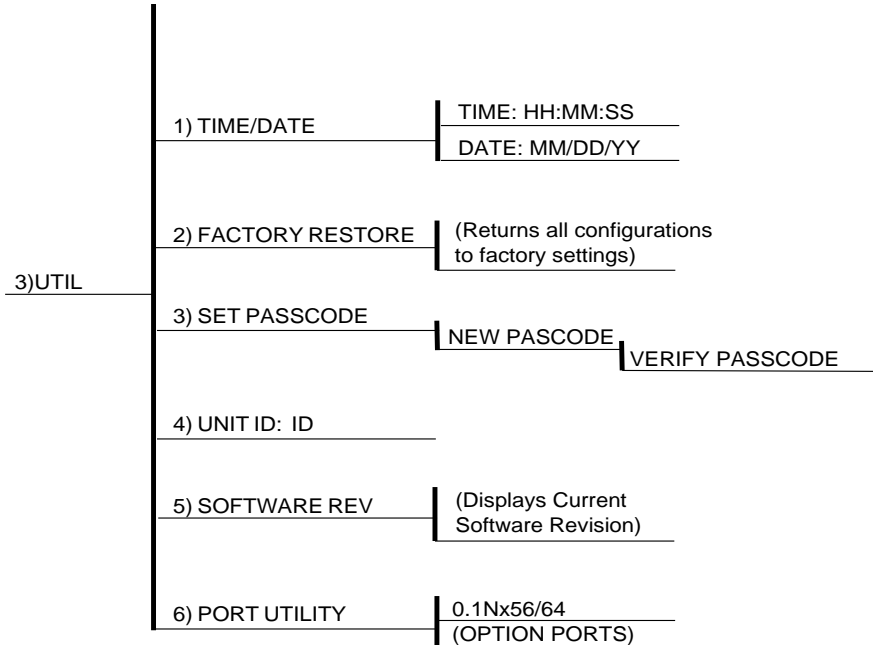 1) TIME/DATE
TIME: HH:MM:SS
DATE: MM/DD/YY
2) FACTORY RESTORE
(Returns all configurations
to factory settings)
3)UTIL
3) SET PASSCODE
NEW PASCODE
VERIFY PASSCODE
4) UNIT ID: ID
5) SOFTWARE REV
(Displays Current
Software Revision)
6) PORT UTILITY
0.1Nx56/64
(OPTION PORTS)